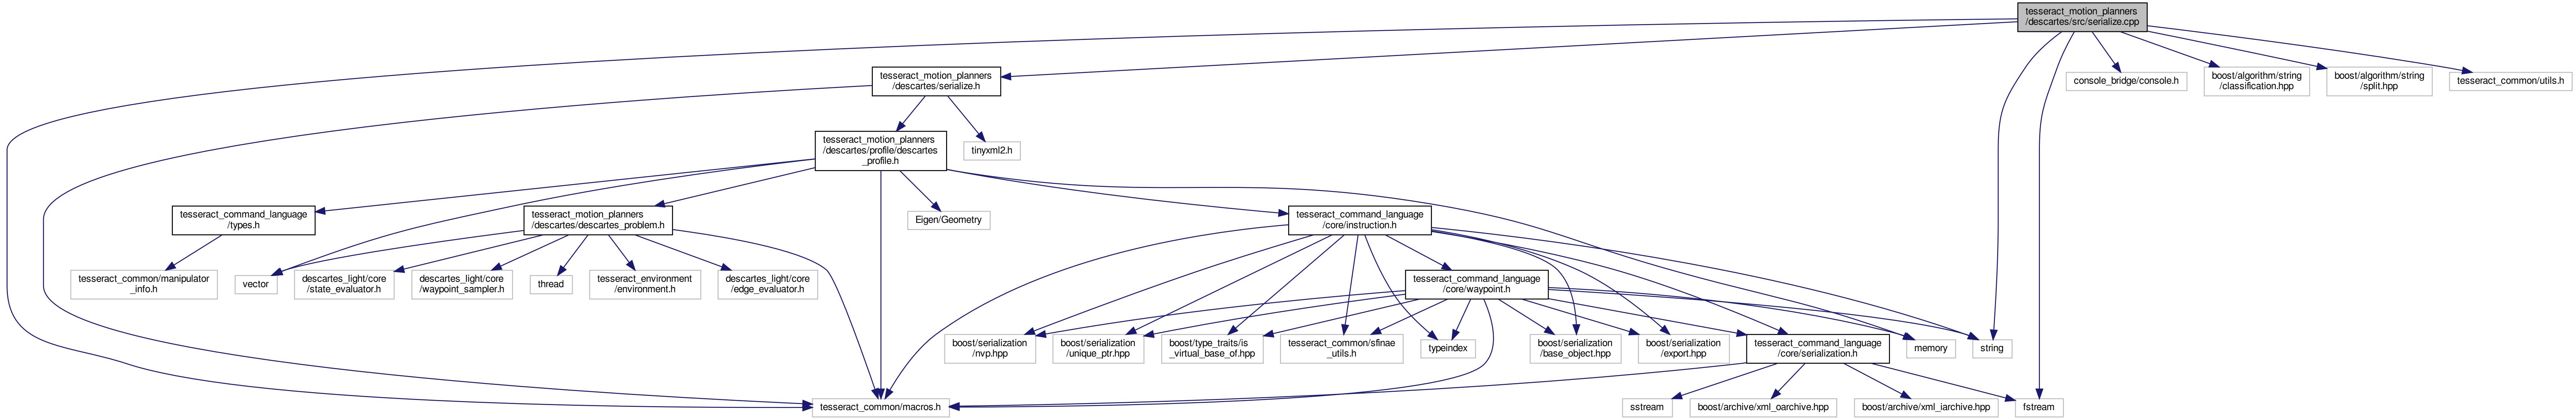 tesseract_motion_planners
/descartes/src/serialize.cpp
tesseract_motion_planners
/descartes/serialize.h
console_bridge/console.h
boost/algorithm/string
/classification.hpp
boost/algorithm/string
/split.hpp
tesseract_common/utils.h
tesseract_motion_planners
/descartes/profile/descartes
_profile.h
tinyxml2.h
tesseract_command_language
/types.h
tesseract_motion_planners
/descartes/descartes_problem.h
Eigen/Geometry
tesseract_command_language
/core/instruction.h
tesseract_common/manipulator
_info.h
vector
descartes_light/core
/state_evaluator.h
descartes_light/core
/waypoint_sampler.h
thread
tesseract_environment
/environment.h
descartes_light/core
/edge_evaluator.h
tesseract_command_language
/core/waypoint.h
boost/serialization
/nvp.hpp
boost/serialization
/unique_ptr.hpp
boost/type_traits/is
_virtual_base_of.hpp
tesseract_common/sfinae
_utils.h
typeindex
boost/serialization
/base_object.hpp
boost/serialization
/export.hpp
tesseract_command_language
/core/serialization.h
memory
string
tesseract_common/macros.h
sstream
boost/archive/xml_oarchive.hpp
boost/archive/xml_iarchive.hpp
fstream